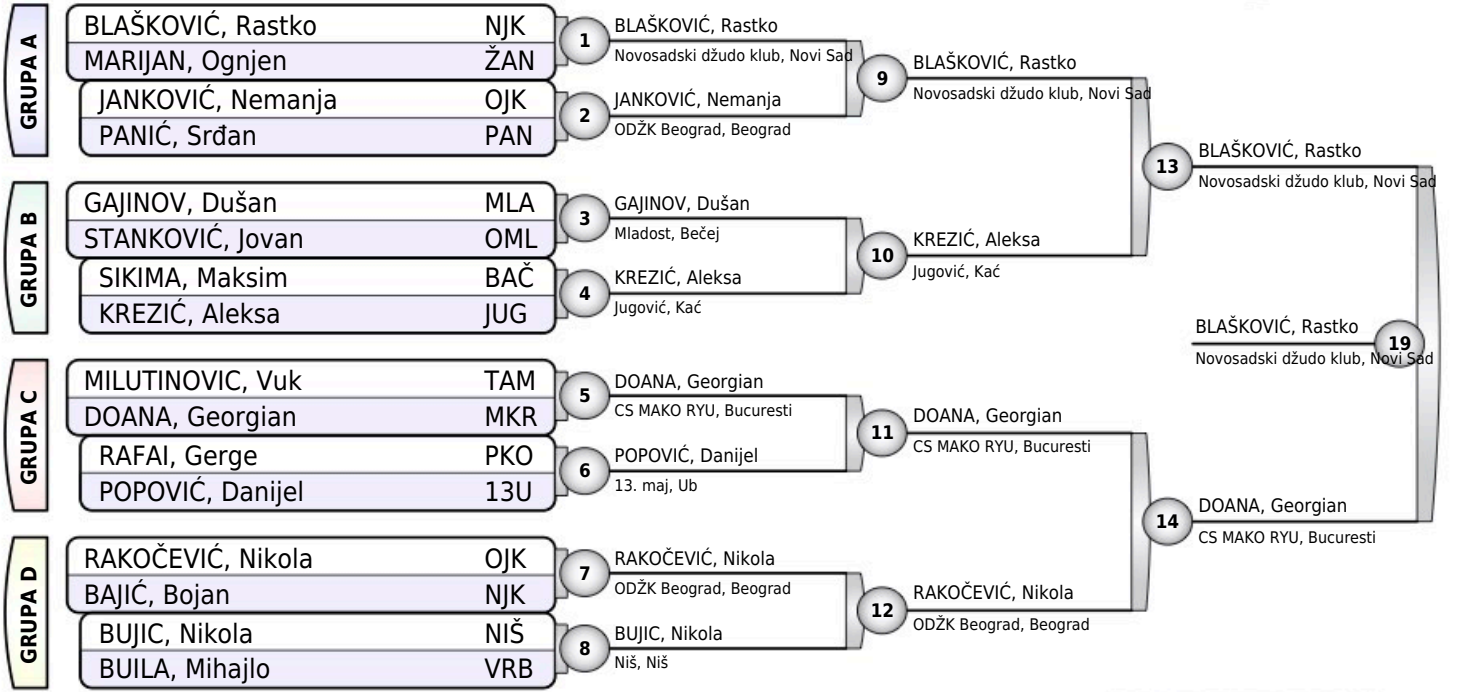 GRUPA A
BLAŠKOVIĆ, Rastko NJK
MARIJAN, Ognjen ŽAN
JANKOVIĆ, Nemanja OJK
PANIĆ, Srđan PAN
GRUPA B
GAJINOV, Dušan MLA
STANKOVIĆ, Jovan OML
SIKIMA, Maksim BAČ
KREZIĆ, Aleksa JUG
GRUPA C
MILUTINOVIC, Vuk TAM
DOANA, Georgian MKR
RAFAI, Gerge PKO
POPOVIĆ, Danijel 13U
GRUPA D
RAKOČEVIĆ, Nikola OJK
BAJIĆ, Bojan NJK
BUJIC, Nikola NIŠ
BUILA, Mihajlo VRB
1
BLAŠKOVIĆ, Rastko
Novosadski džudo klub, Novi Sad
2
JANKOVIĆ, Nemanja
ODŽK Beograd, Beograd
3
GAJINOV, Dušan
Mladost, Bečej
4
KREZIĆ, Aleksa
Jugović, Kać
5
DOANA, Georgian
CS MAKO RYU, Bucuresti
6
POPOVIĆ, Danijel
13. maj, Ub
7
RAKOČEVIĆ, Nikola
ODŽK Beograd, Beograd
8
BUJIC, Nikola
Niš, Niš
9
BLAŠKOVIĆ, Rastko
Novosadski džudo klub, Novi Sad
10
KREZIĆ, Aleksa
Jugović, Kać
11
DOANA, Georgian
CS MAKO RYU, Bucuresti
12
RAKOČEVIĆ, Nikola
ODŽK Beograd, Beograd
13
BLAŠKOVIĆ, Rastko
Novosadski džudo klub, Novi Sad
14
DOANA, Georgian
CS MAKO RYU, Bucuresti
BLAŠKOVIĆ, Rastko
19
Novosadski džudo klub, Novi Sad